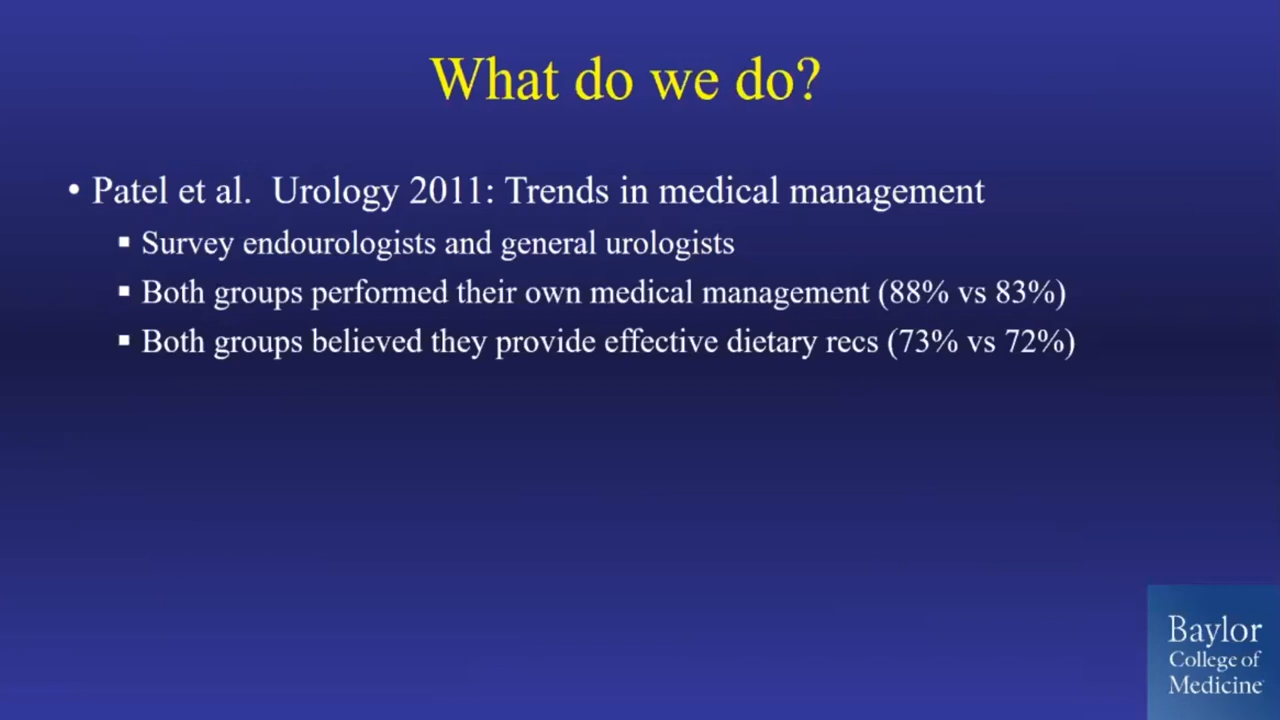 What do we do?
• Patel et al.  Urology 2011: Trends in medical management
▪ Survey endourologists and general urologists
▪ Both groups performed their own medical management (88% vs 83%)
▪ Both groups believed they provide effective dietary recs (73% vs 72%)
Baylor
College of
Medicine